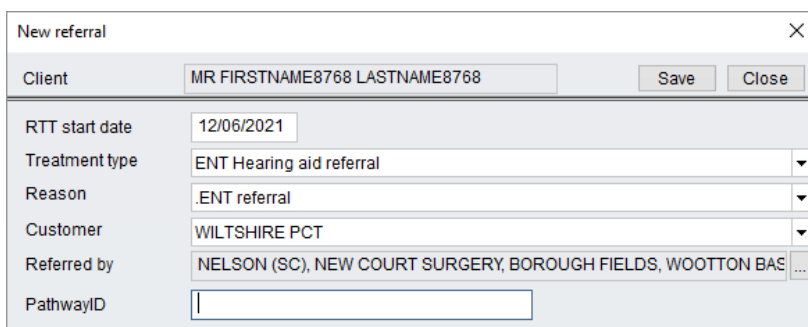 New referral
Client MR FIRSTNAME8768 LASTNAME8768 Save Close
RTT start date 12/06/2021
Treatment type ENT Hearing aid referral
Reason .ENT referral
Customer WILTSHIRE PCT
Referred by NELSON (SC), NEW COURT SURGERY, BOROUGH FIELDS, WOOTTON BAS ...
PathwayID